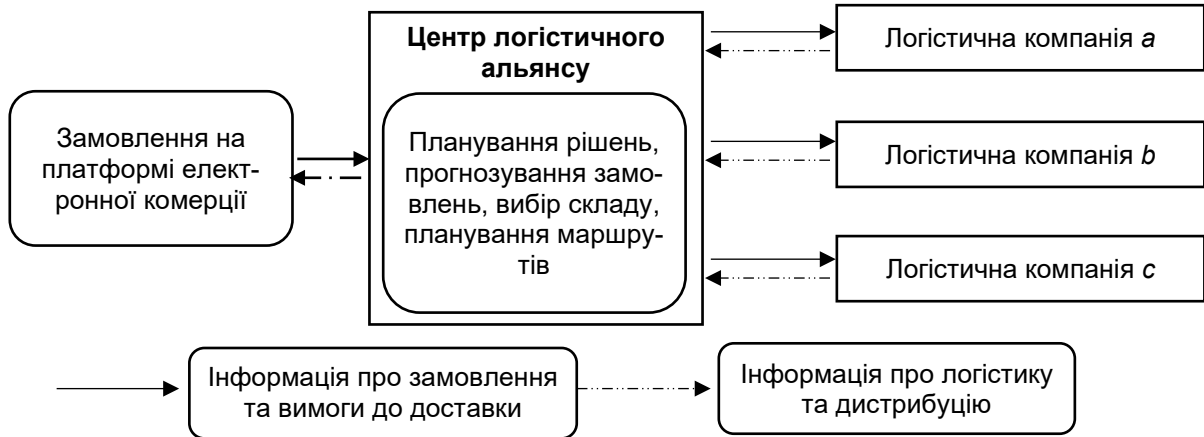 Замовлення на
платформі елект-
ронної комерції
Центр логістичного
альянсу
Планування рішень,
прогнозування замо-
влень, вибір складу,
планування маршру-
тів
Логістична компанія a
Логістична компанія b
Логістична компанія c
Інформація про замовлення
та вимоги до доставки
Інформація про логістику
та дистрибуцію